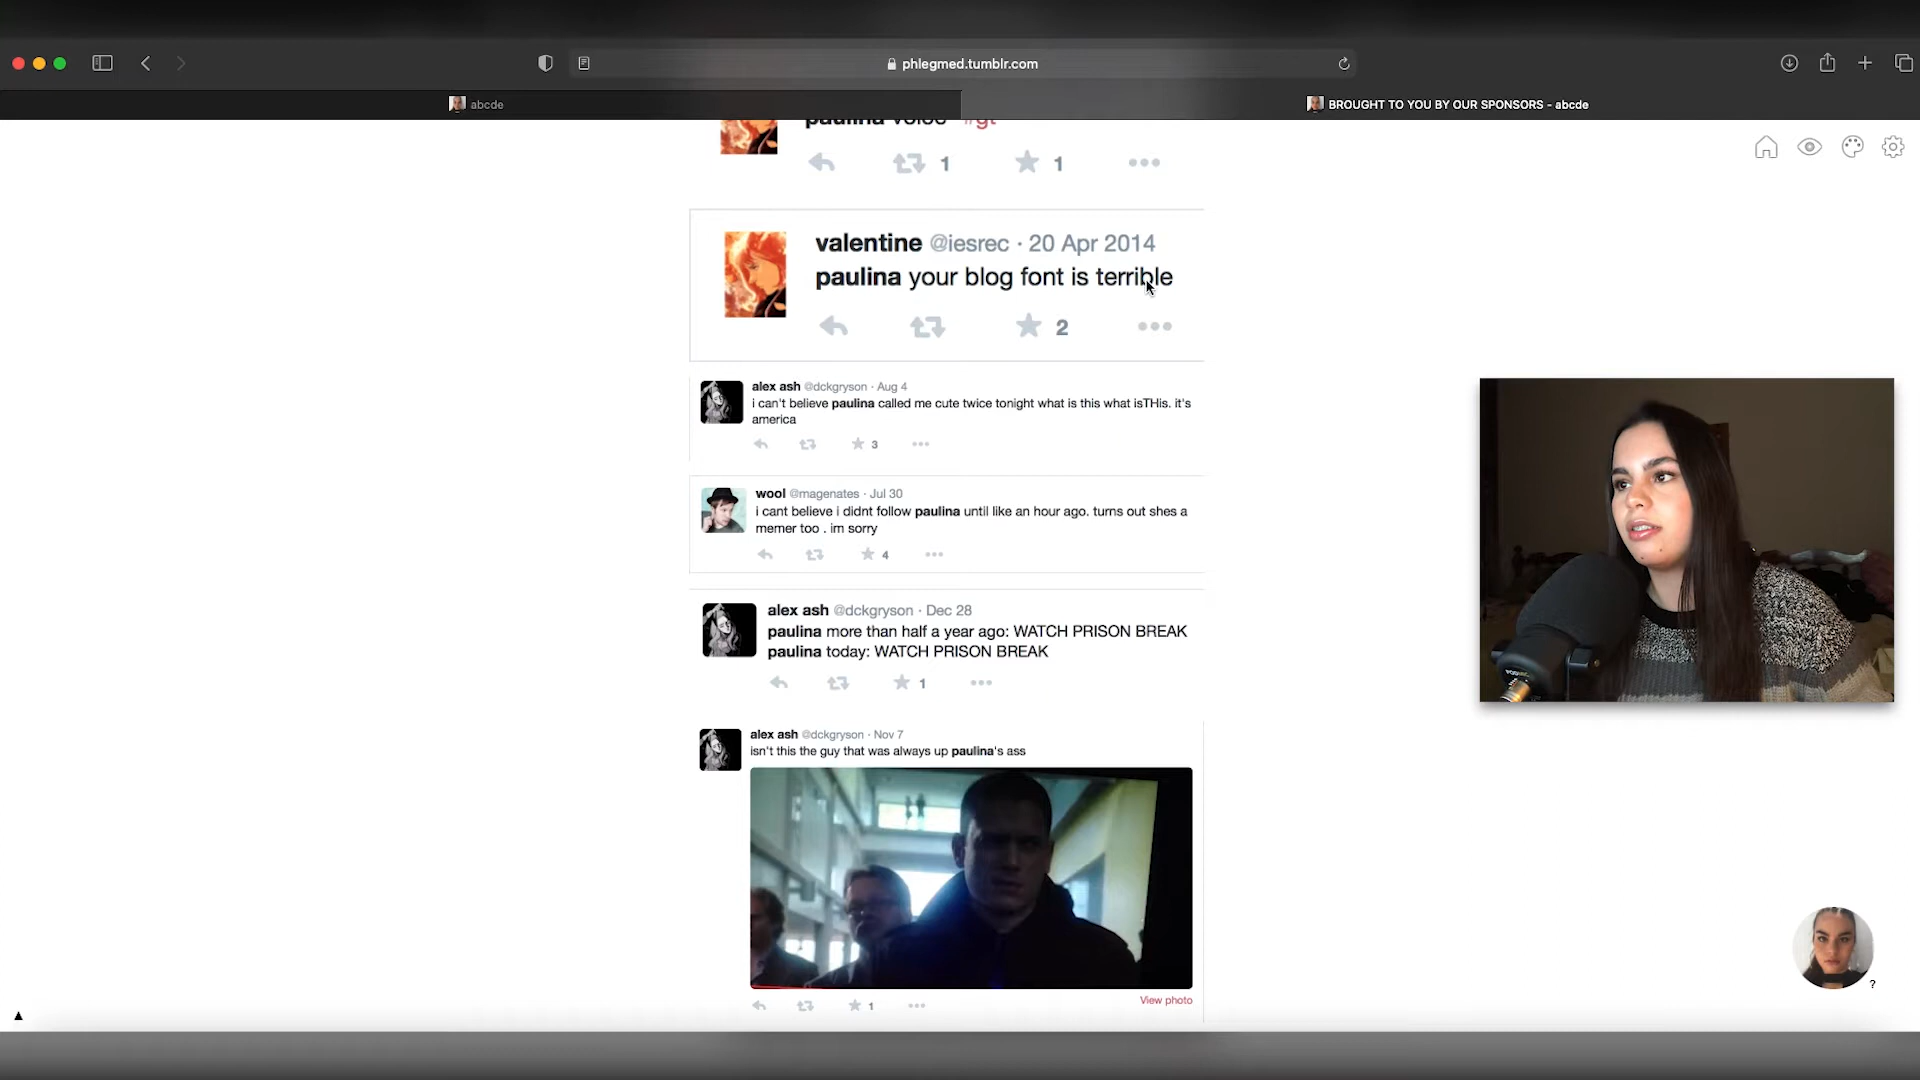 phlegmed.tumblr.com
abcde
BROUGHT TO YOU BY OUR SPONSORS - abcde
paulina voice #gt
1 1
valentine @iesrec · 20 Apr 2014
paulina your blog font is terrible
2
alex ash @dckgryson · Aug 4
i can't believe paulina called me cute twice tonight what is this what isTHis. it's
america
3
wool @magenates · Jul 30
i cant believe i didnt follow paulina until like an hour ago. turns out shes a
memer too . im sorry
4
alex ash @dckgryson · Dec 28
paulina more than half a year ago: WATCH PRISON BREAK
paulina today: WATCH PRISON BREAK
1
alex ash @dckgryson · Nov 7
isn't this the guy that was always up paulina's ass
View photo
1
?